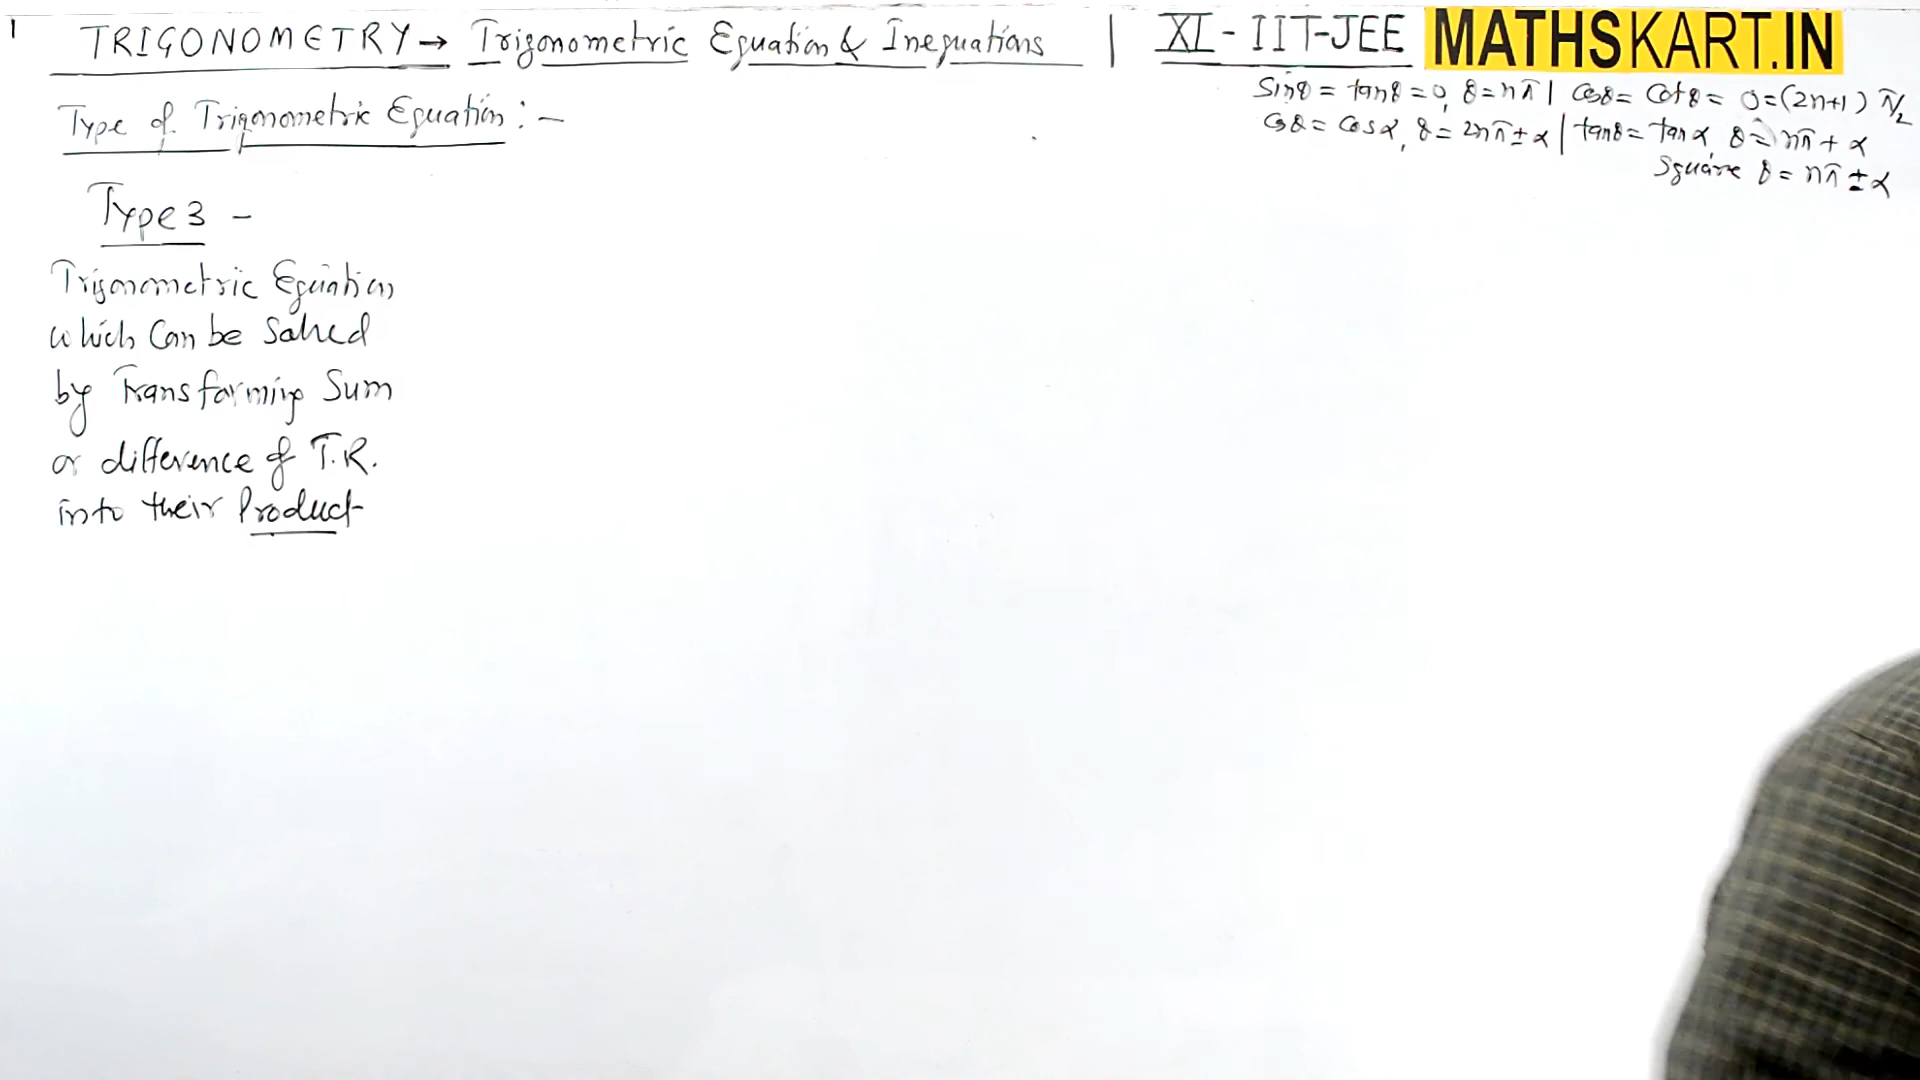 1
TRIGONOMETRY → Trigonometric Equation & Inequations | XI - IIT-JEE MATHSKART.IN
Sinθ = tanθ = 0, θ = nπ | Cosθ = Cotθ = 0 = (2n+1) π/2
Type of Trigonometric Equation : –
Cosθ = Cosα, θ = 2nπ ± α | tanθ = tanα, θ = nπ + α
Square θ = nπ ± α
Type 3 –
Trigonometric Equation
which Can be Solved
by Transforming Sum
or difference of T.R.
into their Product